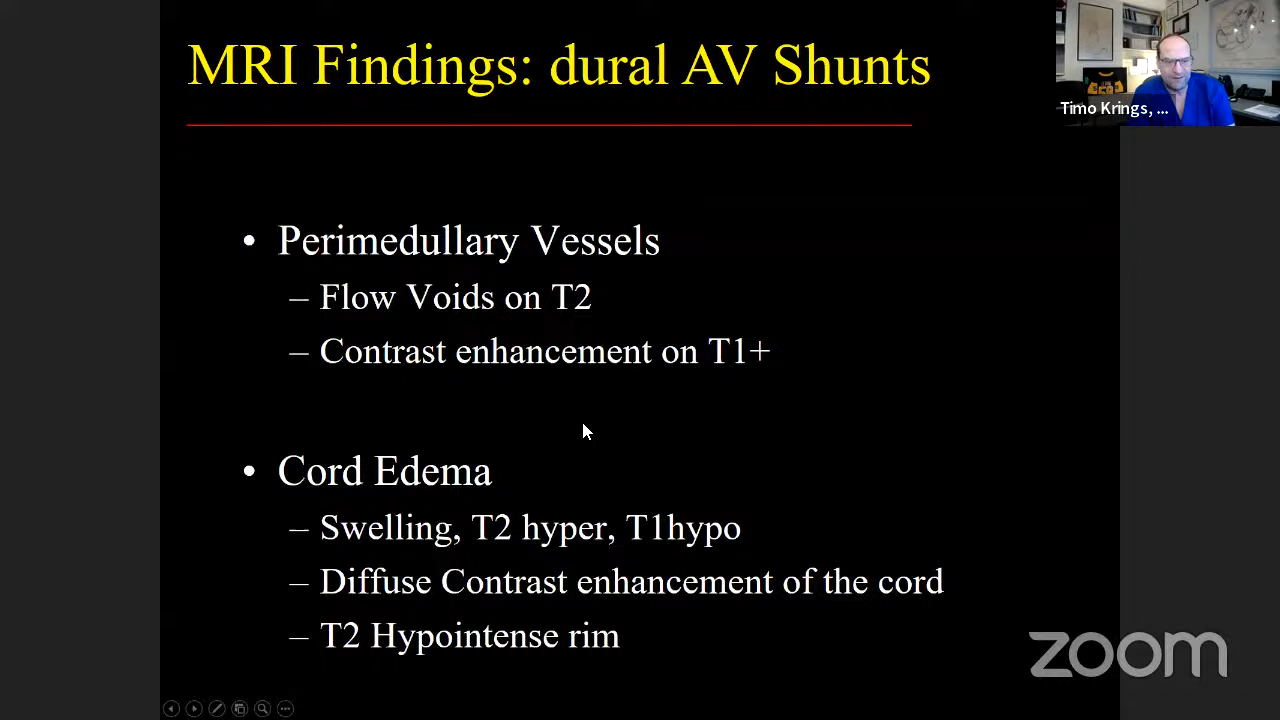 MRI Findings: dural AV Shunts
Timo Krings, ...
• Perimedullary Vessels
– Flow Voids on T2
– Contrast enhancement on T1+
• Cord Edema
– Swelling, T2 hyper, T1hypo
– Diffuse Contrast enhancement of the cord
– T2 Hypointense rim
zoom